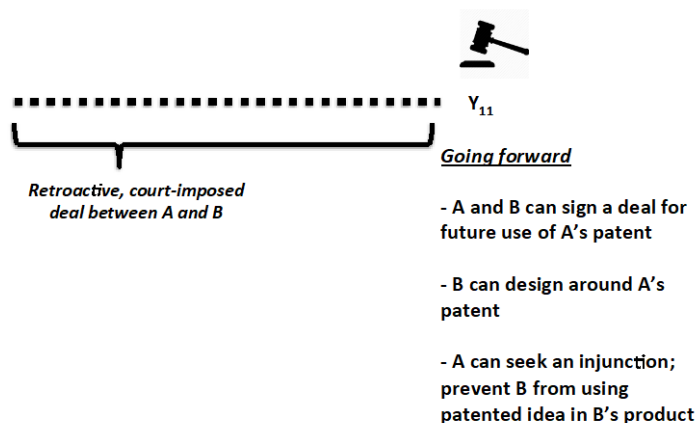 Y11
Going forward
Retroactive, court-imposed
deal between A and B
- A and B can sign a deal for
future use of A’s patent
- B can design around A’s
patent
- A can seek an injunction;
prevent B from using
patented idea in B’s product